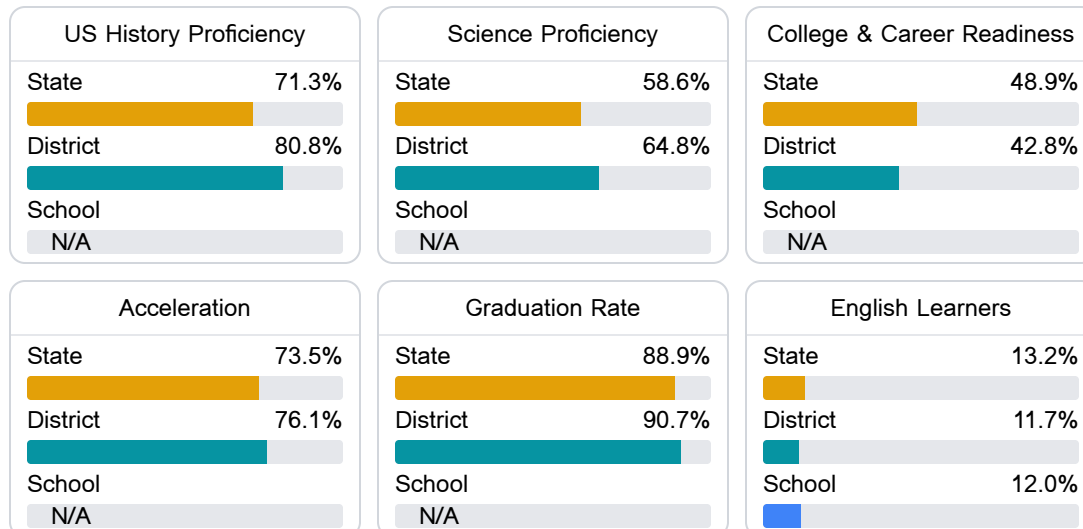 US History Proficiency
State 71.3%
District 80.8%
School
N/A
Science Proficiency
State 58.6%
District 64.8%
School
N/A
College & Career Readiness
State 48.9%
District 42.8%
School
N/A
Acceleration
State 73.5%
District 76.1%
School
N/A
Graduation Rate
State 88.9%
District 90.7%
School
N/A
English Learners
State 13.2%
District 11.7%
School 12.0%